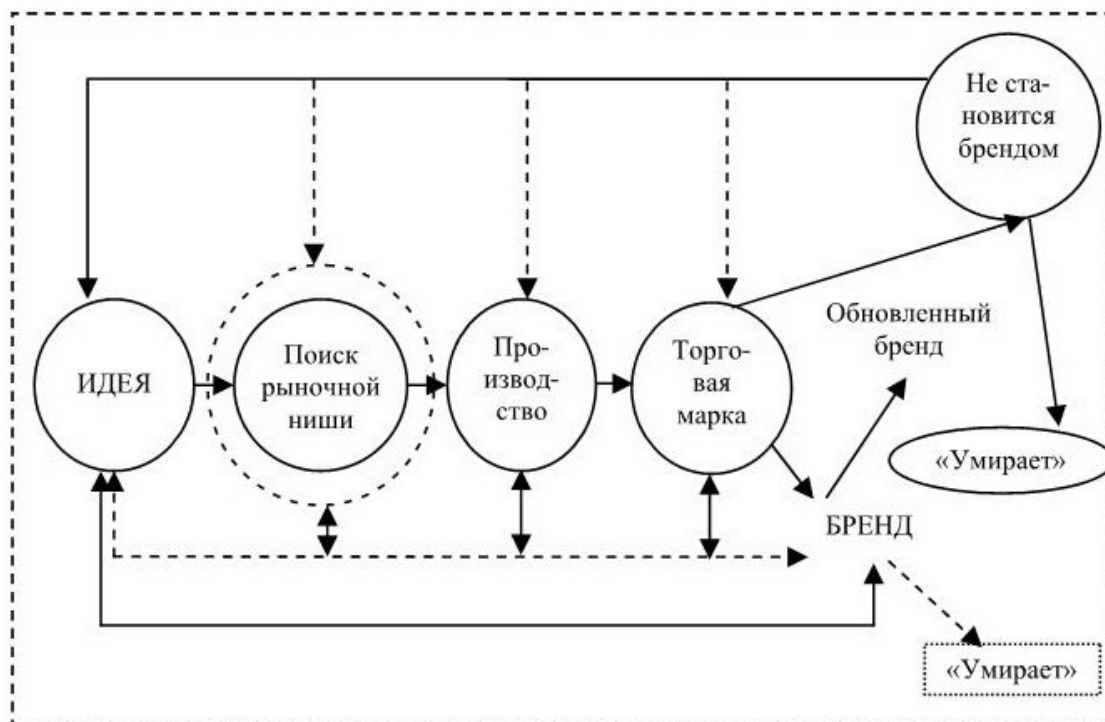 Не ста-
новится
брендом
Обновленный
бренд
ИДЕЯ
Поиск
рыночной
ниши
Про-
извод-
ство
Торго-
вая
марка
«Умирает»
БРЕНД
«Умирает»